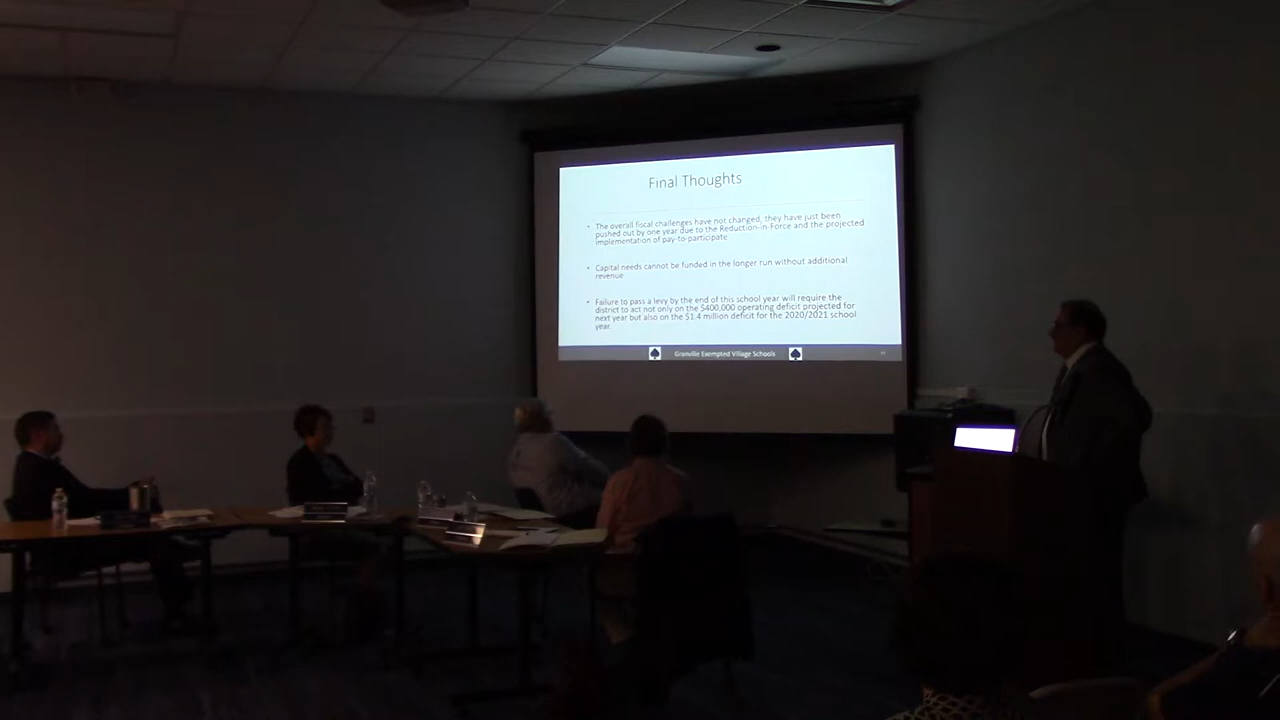 Final Thoughts
• The overall fiscal challenges have not changed, they have just been
pushed out by one year due to the Reduction-in-Force and the projected
implementation of pay-to-participate
• Capital needs cannot be funded in the longer run without additional
revenue
• Failure to pass a levy by the end of this school year will require the
district to act not only on the $400,000 operating deficit projected for
next year but also on the $1.4 million deficit for the 2020/2021 school
year.
Granville Exempted Village Schools